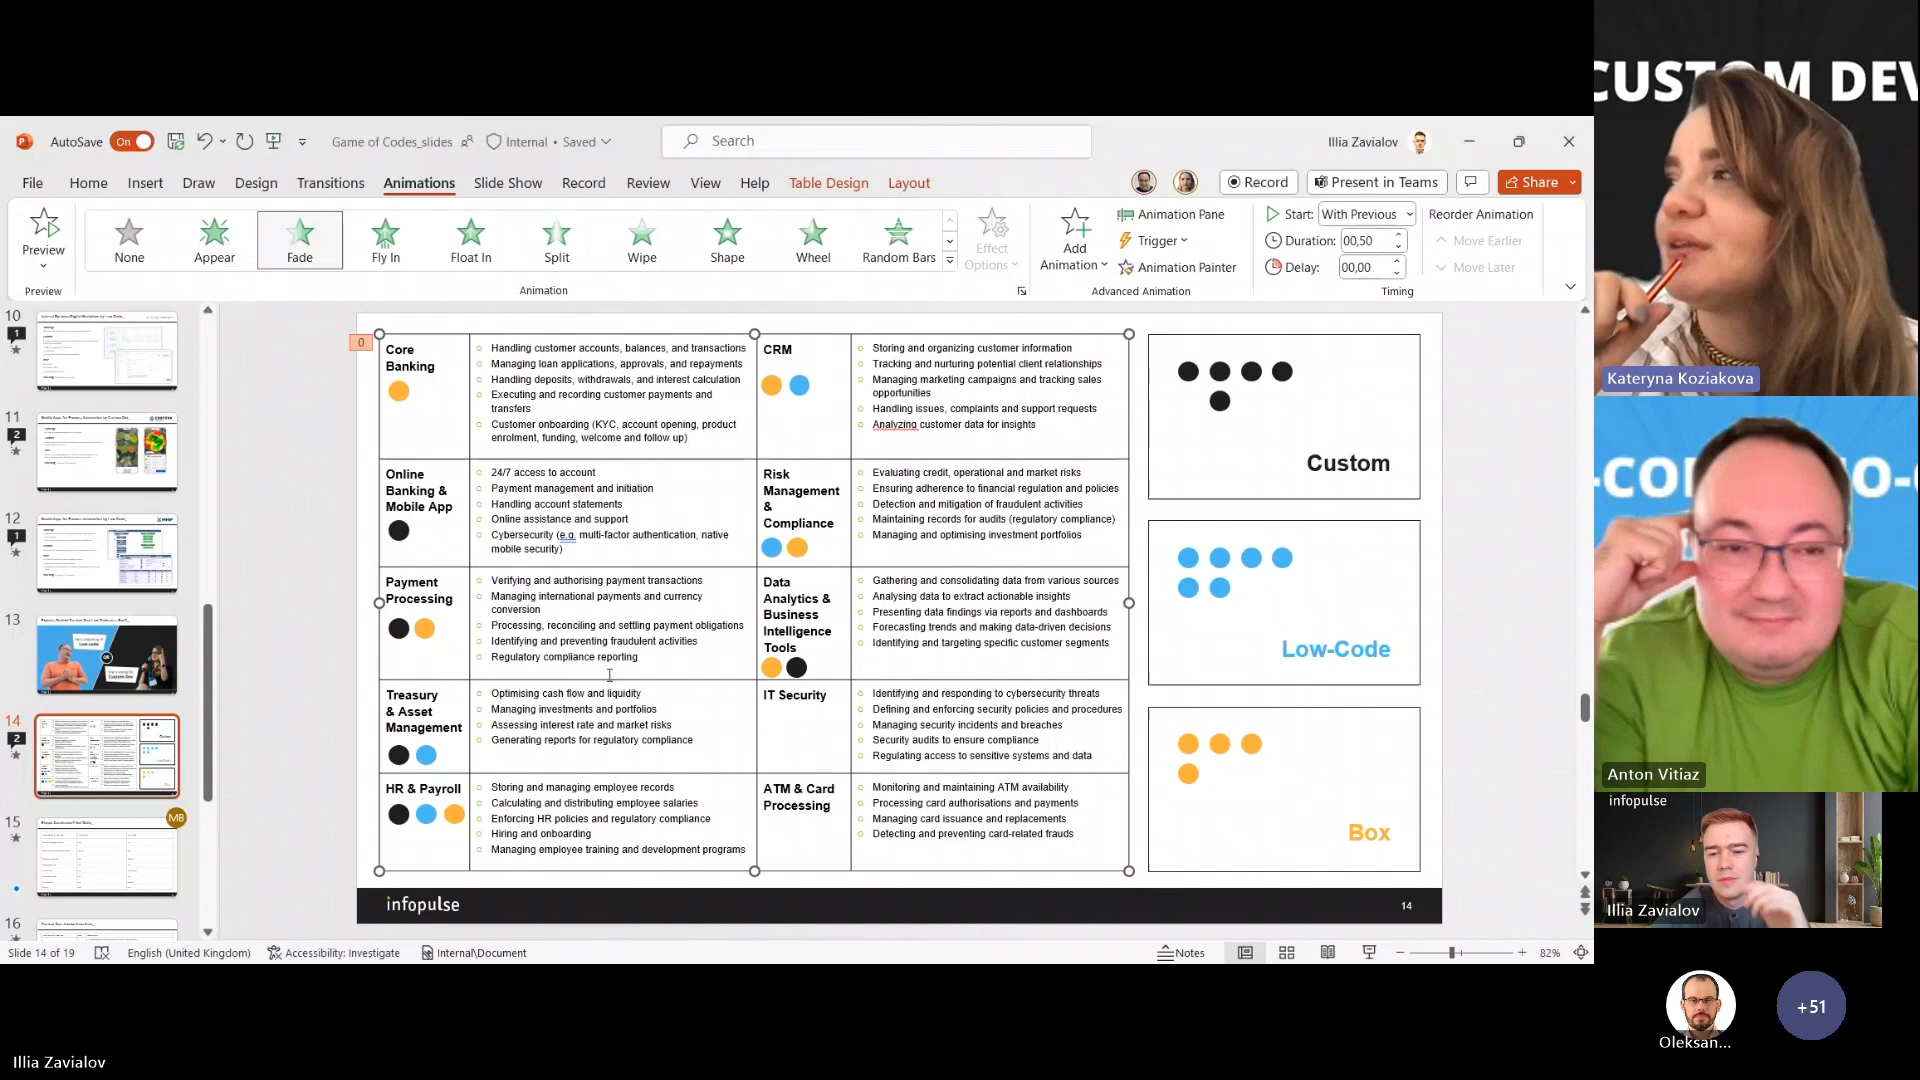 CUSTOM DEV
AutoSave
On
Game of Codes_slides
Internal • Saved
Search
Illia Zavialov
File
Home
Insert
Draw
Design
Transitions
Animations
Slide Show
Record
Review
View
Help
Table Design
Layout
Record
Present in Teams
Share
Preview
None
Appear
Fade
Fly In
Float In
Split
Wipe
Shape
Wheel
Random Bars
Effect
Options
Add
Animation
Animation Pane
Trigger
Animation Painter
Start: With Previous
Duration: 00,50
Delay: 00,00
Reorder Animation
Move Earlier
Move Later
Preview
Animation
Advanced Animation
Timing
10
1
11
2
12
1
13
14
2
15
MB
16
0
Core
Banking
Handling customer accounts, balances, and transactions
Managing loan applications, approvals, and repayments
Handling deposits, withdrawals, and interest calculation
Executing and recording customer payments and
transfers
Customer onboarding (KYC, account opening, product
enrolment, funding, welcome and follow up)
CRM
Storing and organizing customer information
Tracking and nurturing potential client relationships
Managing marketing campaigns and tracking sales
opportunities
Handling issues, complaints and support requests
Analyzing customer data for insights
Online
Banking &
Mobile App
24/7 access to account
Payment management and initiation
Handling account statements
Online assistance and support
Cybersecurity (e.g. multi-factor authentication, native
mobile security)
Risk
Management
&
Compliance
Evaluating credit, operational and market risks
Ensuring adherence to financial regulation and policies
Detection and mitigation of fraudulent activities
Maintaining records for audits (regulatory compliance)
Managing and optimising investment portfolios
Payment
Processing
Verifying and authorising payment transactions
Managing international payments and currency
conversion
Processing, reconciling and settling payment obligations
Identifying and preventing fraudulent activities
Regulatory compliance reporting
Data
Analytics &
Business
Intelligence
Tools
Gathering and consolidating data from various sources
Analysing data to extract actionable insights
Presenting data findings via reports and dashboards
Forecasting trends and making data-driven decisions
Identifying and targeting specific customer segments
Treasury
& Asset
Management
Optimising cash flow and liquidity
Managing investments and portfolios
Assessing interest rate and market risks
Generating reports for regulatory compliance
IT Security
Identifying and responding to cybersecurity threats
Defining and enforcing security policies and procedures
Managing security incidents and breaches
Security audits to ensure compliance
Regulating access to sensitive systems and data
HR & Payroll
Storing and managing employee records
Calculating and distributing employee salaries
Enforcing HR policies and regulatory compliance
Hiring and onboarding
Managing employee training and development programs
ATM & Card
Processing
Monitoring and maintaining ATM availability
Processing card authorisations and payments
Managing card issuance and replacements
Detecting and preventing card-related frauds
Custom
Low-Code
Box
infopulse
14
Slide 14 of 19
English (United Kingdom)
Accessibility: Investigate
Internal\Document
Notes
82%
Kateryna Koziakova
Anton Vitiaz
infopulse
Illia Zavialov
Oleksan...
+51
Illia Zavialov